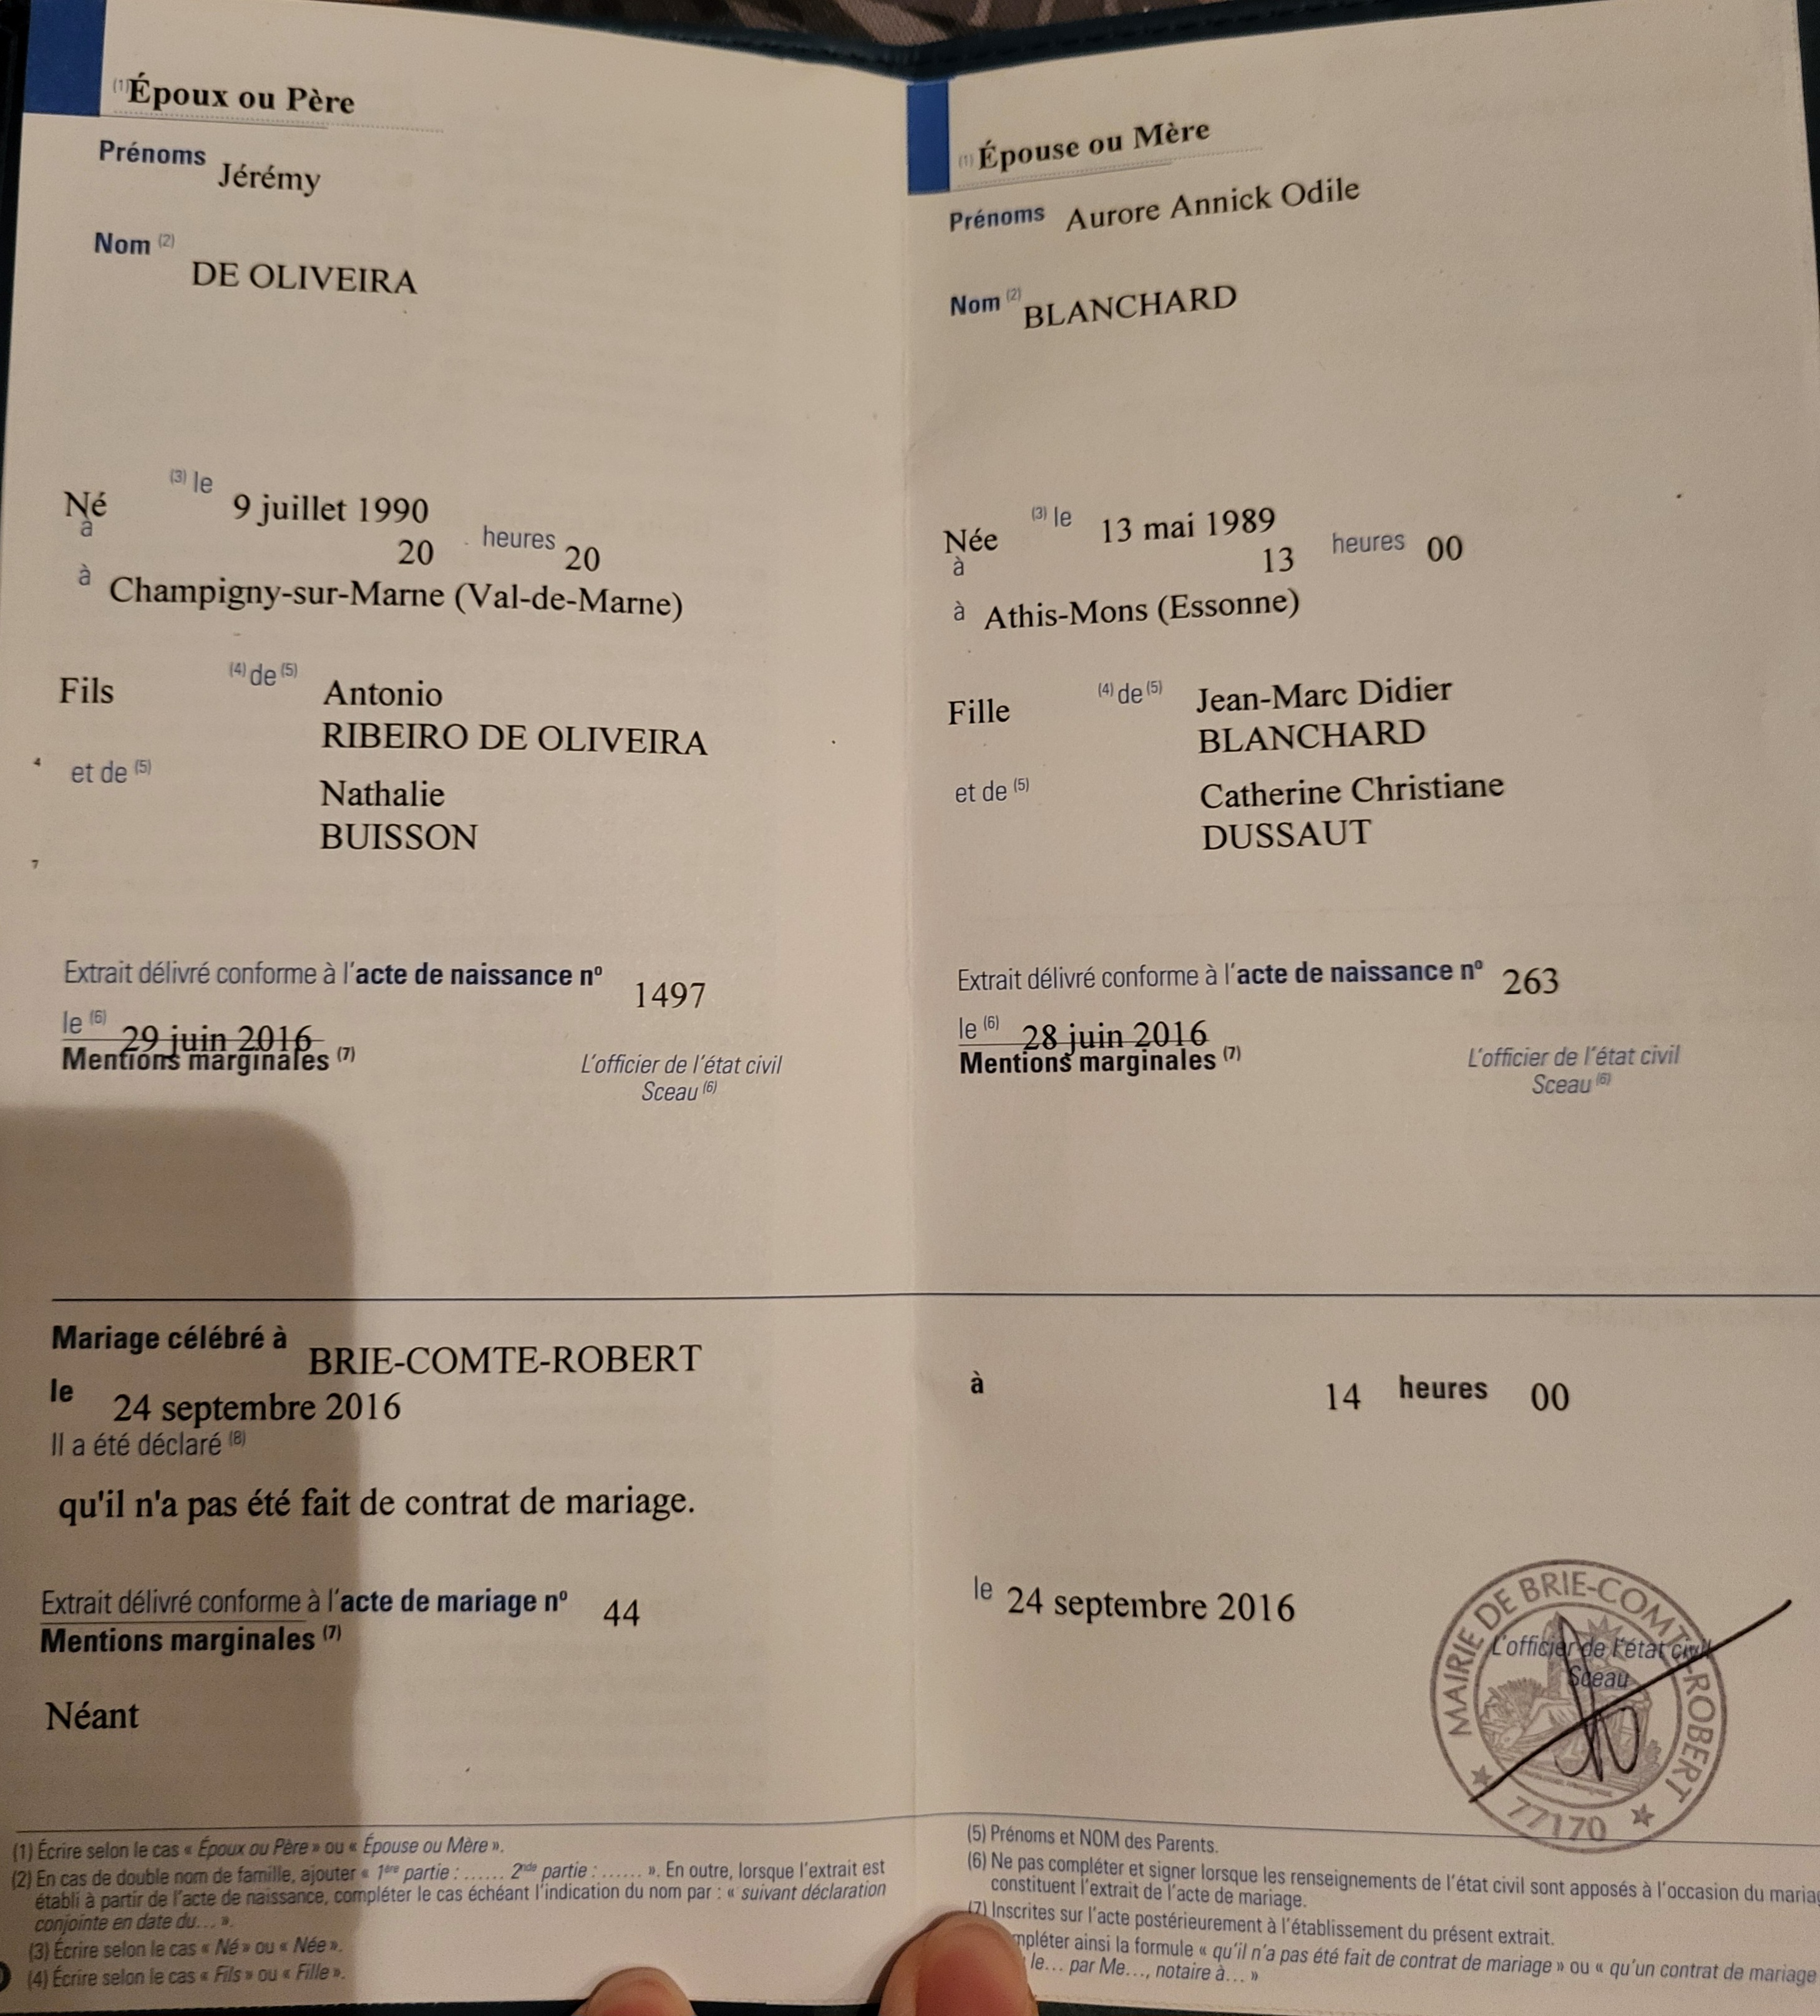 (1) Époux ou Père
Prénoms Jérémy
Nom (2) DE OLIVEIRA
Né (3) le 9 juillet 1990
à 20 heures 20
à Champigny-sur-Marne (Val-de-Marne)
Fils (4) de (5) Antonio
RIBEIRO DE OLIVEIRA
et de (5) Nathalie
BUISSON
Extrait délivré conforme à l'acte de naissance nº 1497
le (6) 29 juin 2016
Mentions marginales (7)
L'officier de l'état civil
Sceau (6)
(1) Épouse ou Mère
Prénoms Aurore Annick Odile
Nom (2) BLANCHARD
Née (3) le 13 mai 1989
à 13 heures 00
à Athis-Mons (Essonne)
Fille (4) de (5) Jean-Marc Didier
BLANCHARD
et de (5) Catherine Christiane
DUSSAUT
Extrait délivré conforme à l'acte de naissance nº 263
le (6) 28 juin 2016
Mentions marginales (7)
L'officier de l'état civil
Sceau (6)
Mariage célébré à BRIE-COMTE-ROBERT
le 24 septembre 2016 à 14 heures 00
Il a été déclaré (8)
qu'il n'a pas été fait de contrat de mariage.
Extrait délivré conforme à l'acte de mariage nº 44 le 24 septembre 2016
Mentions marginales (7)
Néant
L'officier de l'état civil
Sceau
MAIRIE DE BRIE-COMTE-ROBERT
77170
(1) Écrire selon le cas « Époux ou Père » ou « Épouse ou Mère ».
(2) En cas de double nom de famille, ajouter « 1ère partie : ...... 2nde partie : ...... ». En outre, lorsque l'extrait est
établi à partir de l'acte de naissance, compléter le cas échéant l'indication du nom par : « suivant déclaration
conjointe en date du... ».
(3) Écrire selon le cas « Né » ou « Née ».
(4) Écrire selon le cas « Fils » ou « Fille ».
(5) Prénoms et NOM des Parents.
(6) Ne pas compléter et signer lorsque les renseignements de l'état civil sont apposés à l'occasion du
constituent l'extrait de l'acte de mariage.
(7) Inscrites sur l'acte postérieurement à l'établissement du présent extrait.
ainsi la formule « qu'il n'a pas été fait de contrat de mariage » ou « qu'un contrat de mariage
le... par Me..., notaire à... »